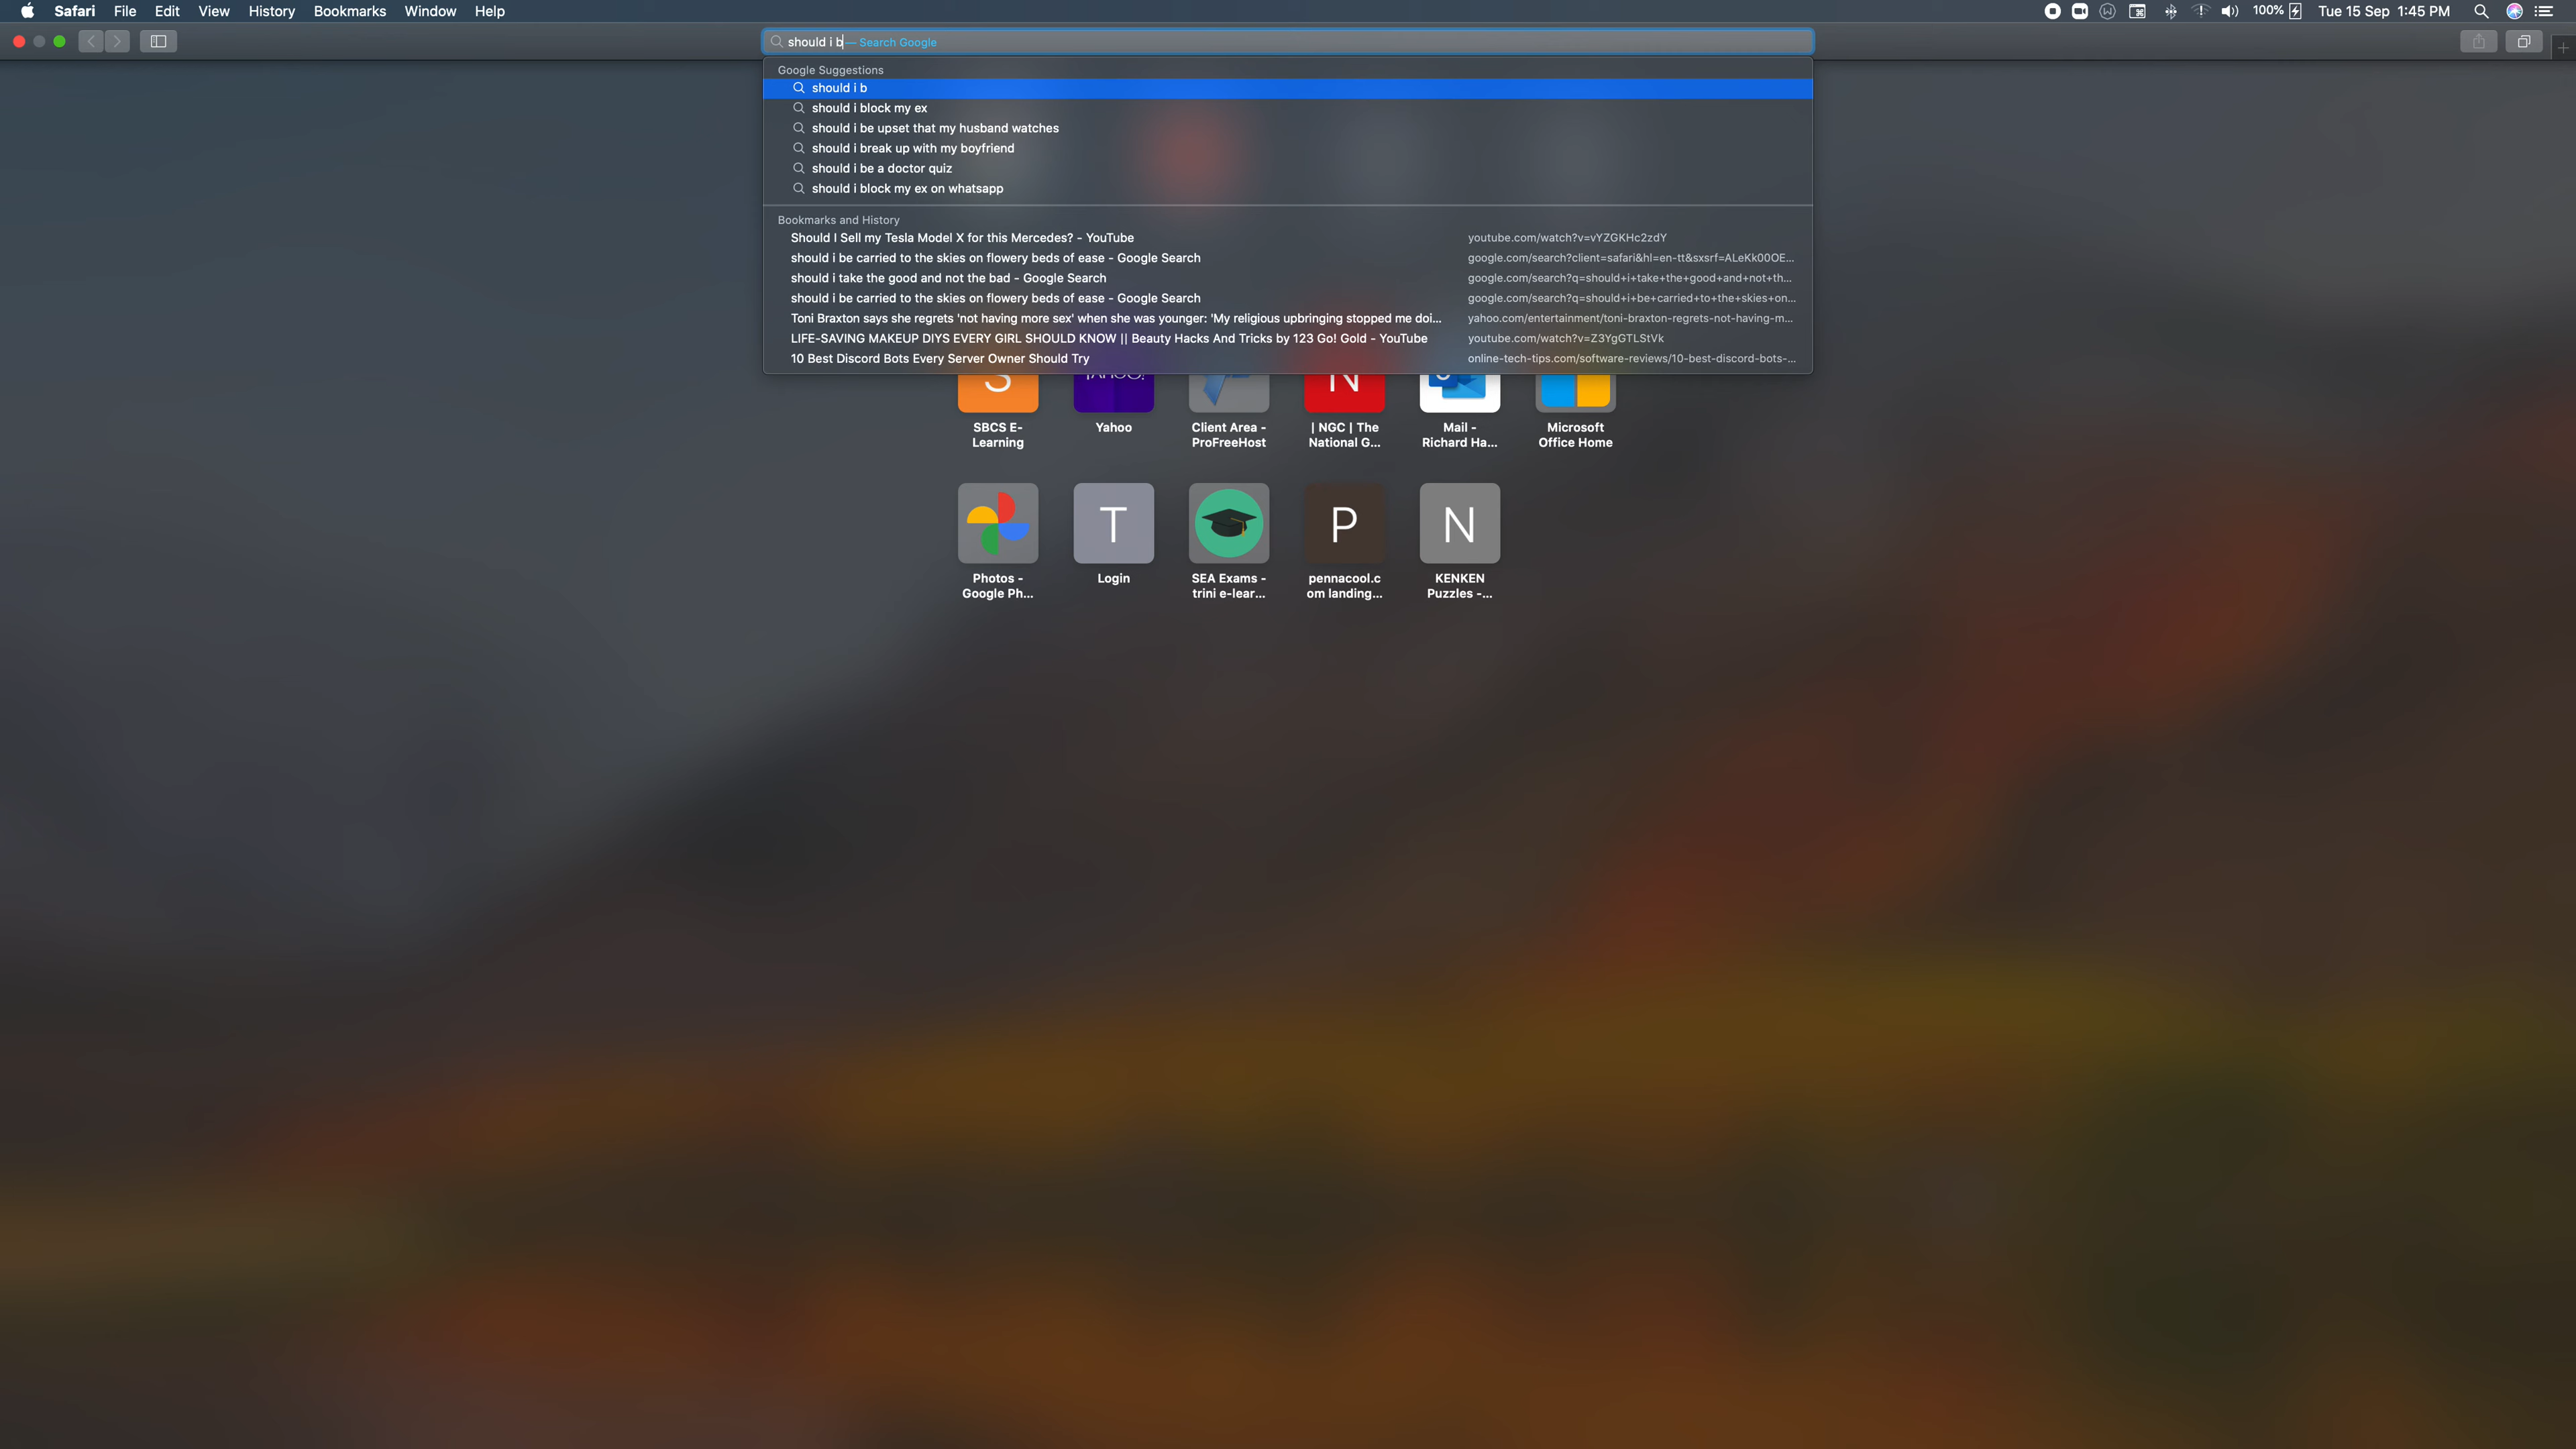 Safari File Edit View History Bookmarks Window Help 100% Tue 15 Sep 1:45 PM
should i b — Search Google
Google Suggestions
should i b
should i block my ex
should i be upset that my husband watches
should i break up with my boyfriend
should i be a doctor quiz
should i block my ex on whatsapp
Bookmarks and History
Should I Sell my Tesla Model X for this Mercedes? - YouTube youtube.com/watch?v=vYZGKHc2zdY
should i be carried to the skies on flowery beds of ease - Google Search google.com/search?client=safari&hl=en-tt&sxsrf=ALeKk00OE...
should i take the good and not the bad - Google Search google.com/search?q=should+i+take+the+good+and+not+th...
should i be carried to the skies on flowery beds of ease - Google Search google.com/search?q=should+i+be+carried+to+the+skies+on...
Toni Braxton says she regrets 'not having more sex' when she was younger: 'My religious upbringing stopped me doi... yahoo.com/entertainment/toni-braxton-regrets-not-having-m...
LIFE-SAVING MAKEUP DIYS EVERY GIRL SHOULD KNOW || Beauty Hacks And Tricks by 123 Go! Gold - YouTube youtube.com/watch?v=Z3YgGTLStVk
10 Best Discord Bots Every Server Owner Should Try online-tech-tips.com/software-reviews/10-best-discord-bots-...
S YAHOO! N
SBCS E- Yahoo Client Area - | NGC | The Mail - Microsoft
Learning ProFreeHost National G... Richard Ha... Office Home
T P N
Photos - Login SEA Exams - pennacool.c KENKEN
Google Ph... trini e-lear... om landing... Puzzles -...